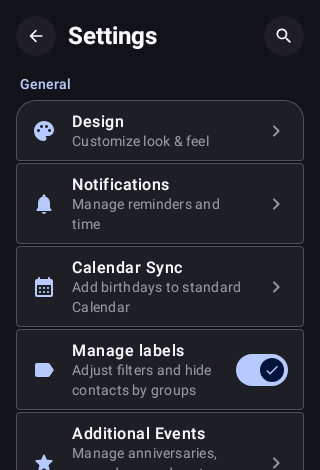 Settings
General
Design
Customize look & feel
Notifications
Manage reminders and
time
Calendar Sync
Add birthdays to standard
Calendar
Manage labels
Adjust filters and hide
contacts by groups
Additional Events
Manage anniversaries,